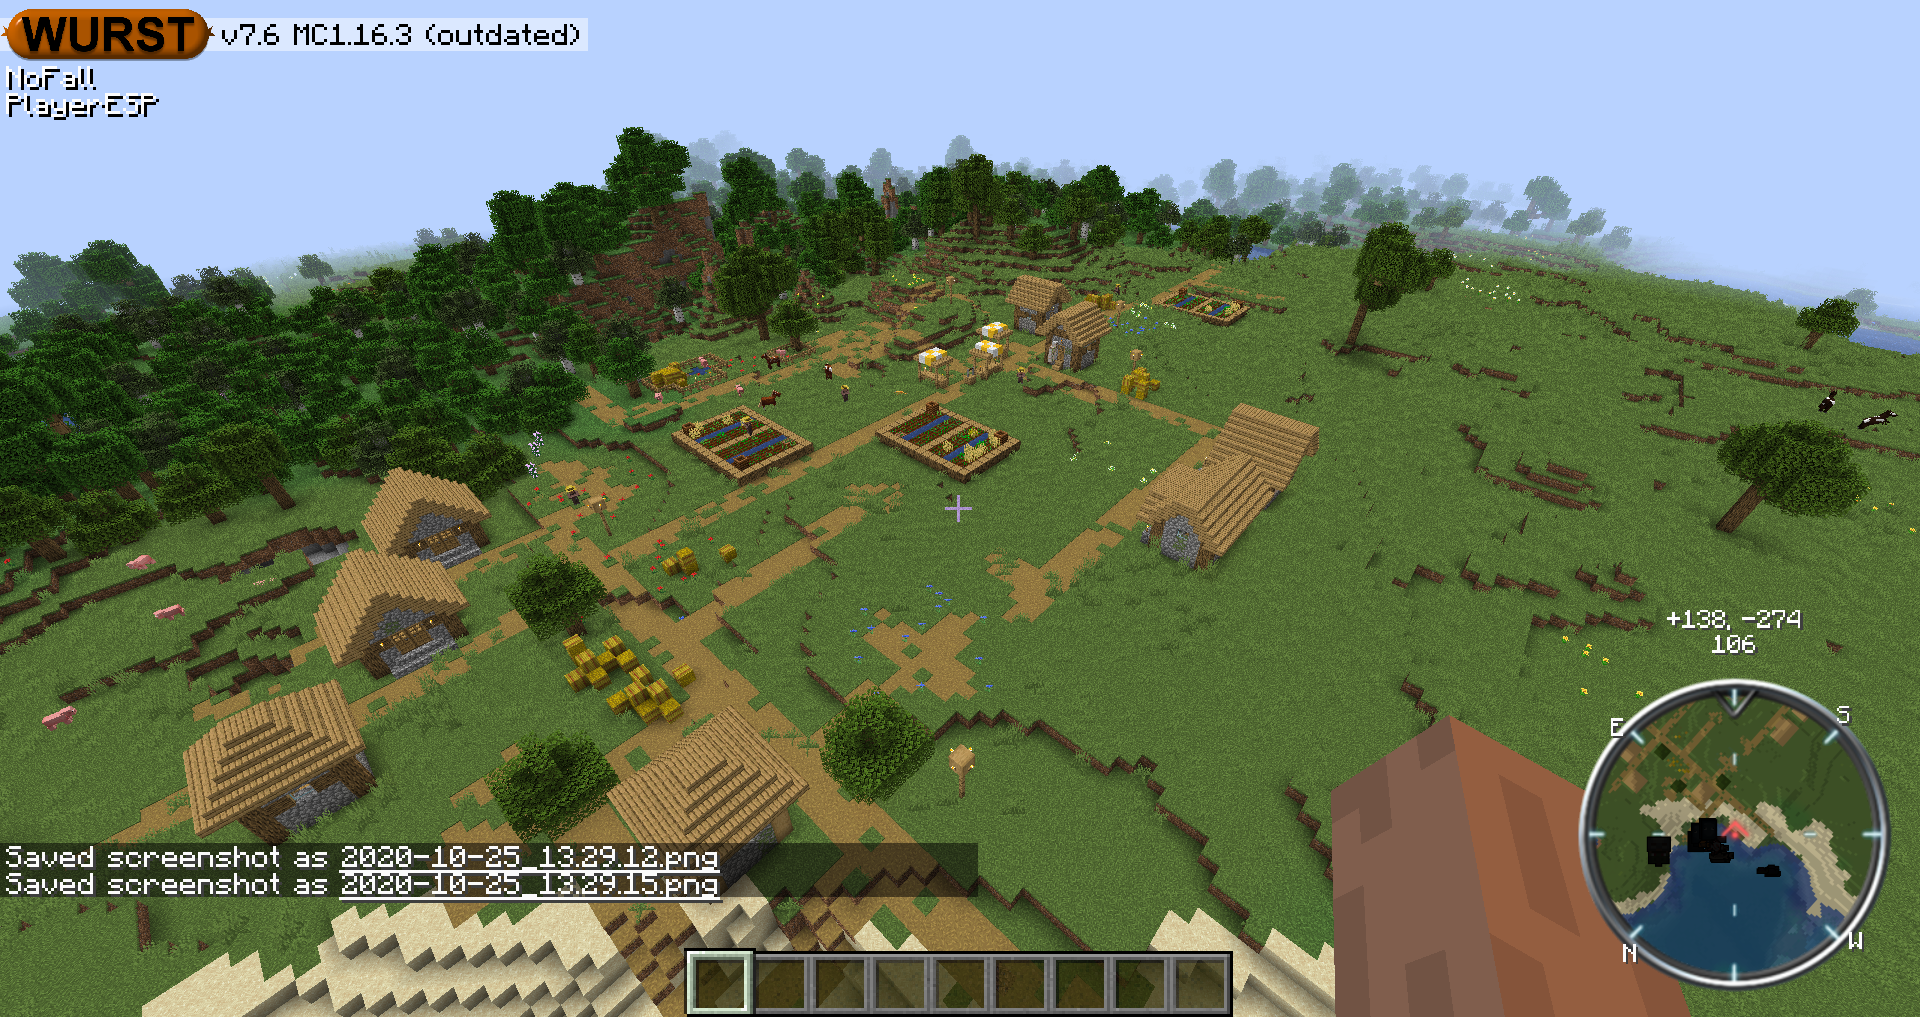 WURST v7.6 MC1.16.3 (outdated)
NoFall
PlayerESP
+138, -274
106
E
S
N
W
Saved screenshot as 2020-10-25_13.29.12.png
Saved screenshot as 2020-10-25_13.29.15.png